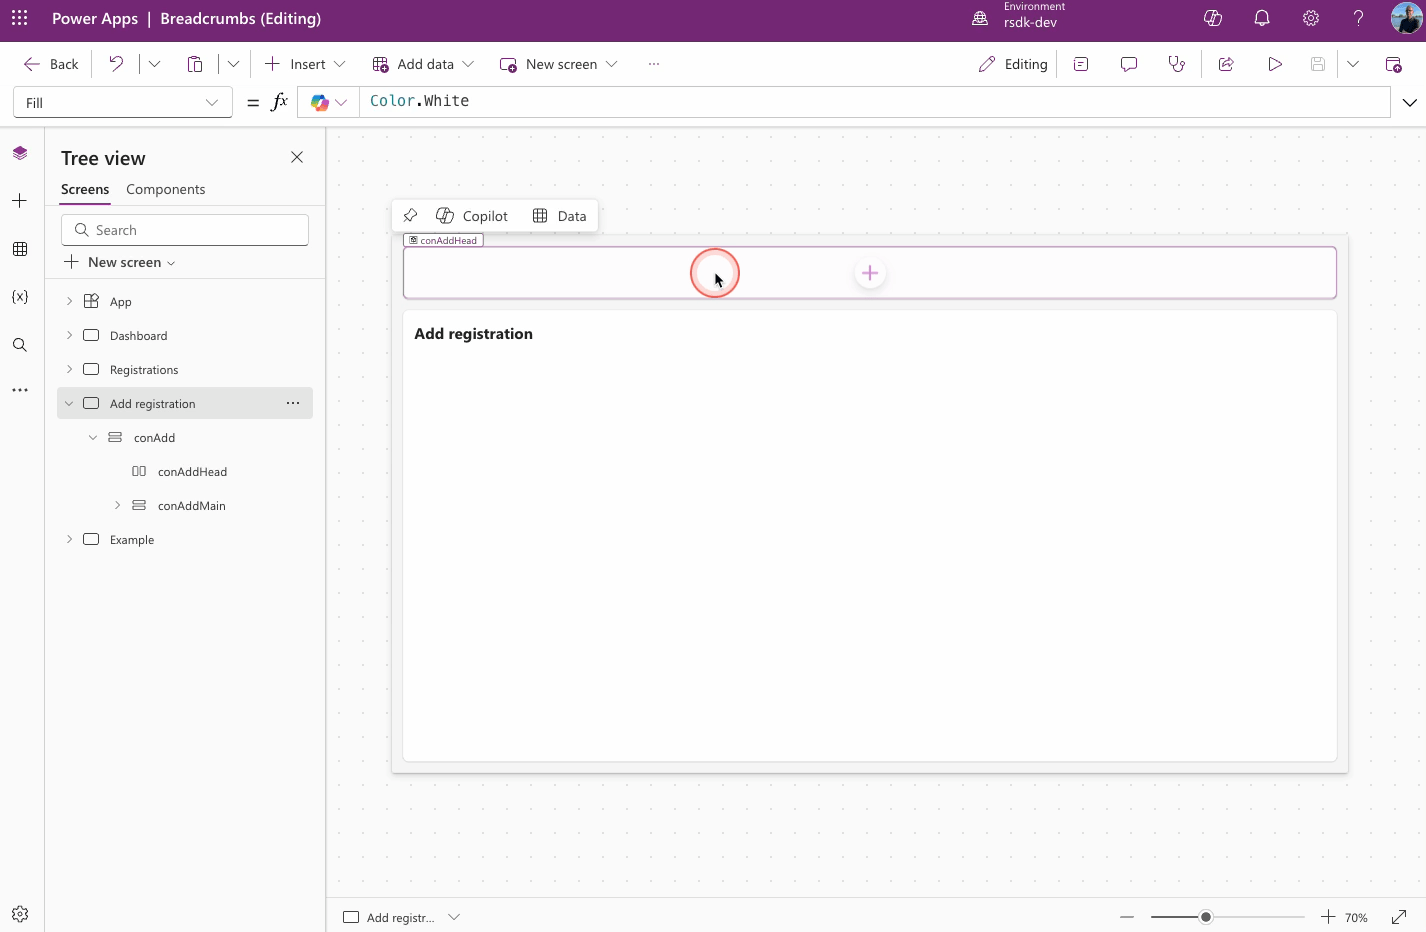 Power Apps | Breadcrumbs (Editing)
Environment
rsdk-dev
Back
Insert
Add data
New screen
...
Editing
Fill
= fx
Color.White
Tree view
Screens
Components
Search
New screen
App
Dashboard
Registrations
Add registration
...
conAdd
conAddHead
conAddMain
Example
Copilot
Data
conAddHead
Add registration
Add registr...
70%